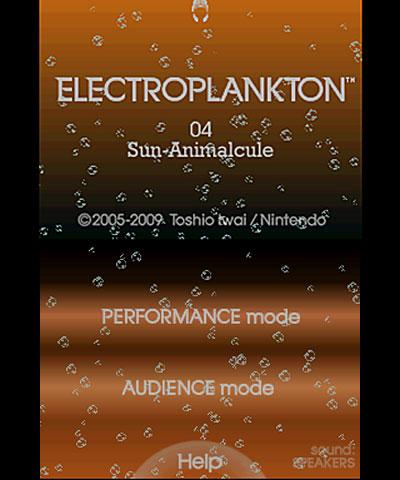 ELECTROPLANKTON™
04
Sun-Animalcule
©2005-2009 Toshio Iwai / Nintendo
PERFORMANCE mode
AUDIENCE mode
Help
sound:
SPEAKERS